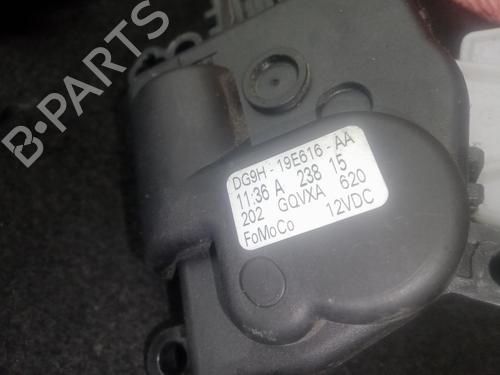 B-PARTS
DG9H - 19E616 - AA
11:36 A 238 15
202 GQVXA 620
FoMoCo 12VDC